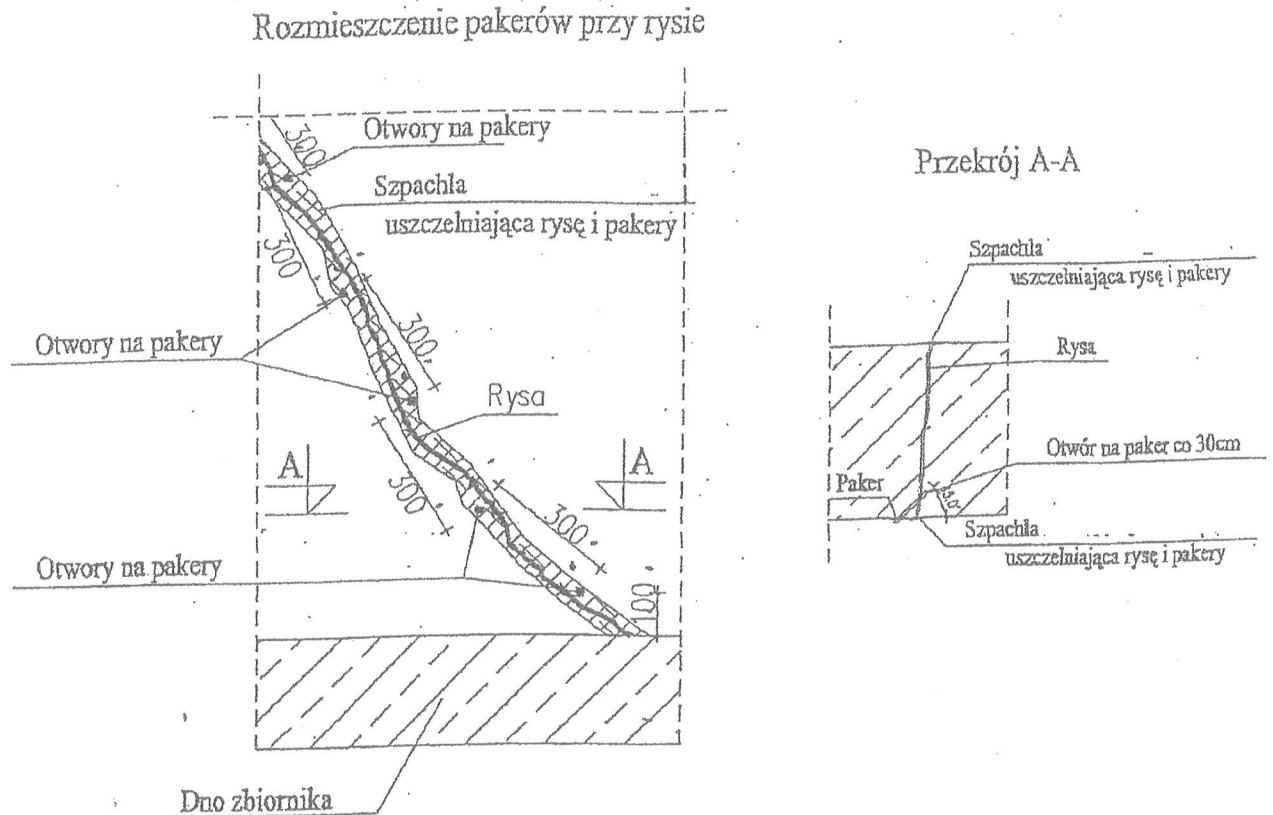 Rozmieszczenie pakerów przy rysie
Otwory na pakery
300
Szpachla
uszczelniająca rysę i pakery
300
300
Otwory na pakery
Rysa
A
A
300
300
Otwory na pakery
100
Dno zbiornika
Przekrój A-A
Szpachla
uszczelniająca rysę i pakery
Rysa
Otwór na paker co 30cm
Paker
Szpachla
uszczelniająca rysę i pakery